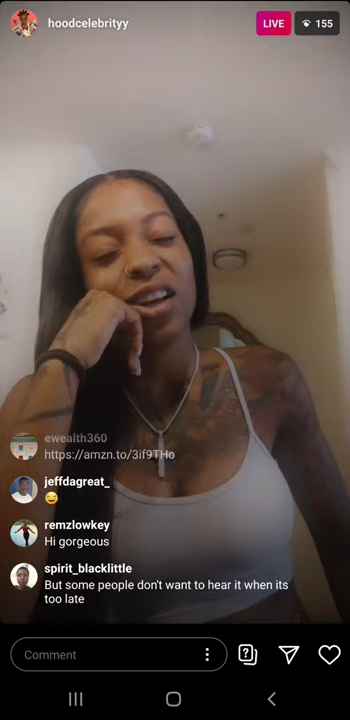 hoodcelebrityy
LIVE
155
ewealth360
https://amzn.to/3if9THo
jeffdagreat_
😂
remzlowkey
Hi gorgeous
spirit_blacklittle
But some people don't want to hear it when its
too late
Comment